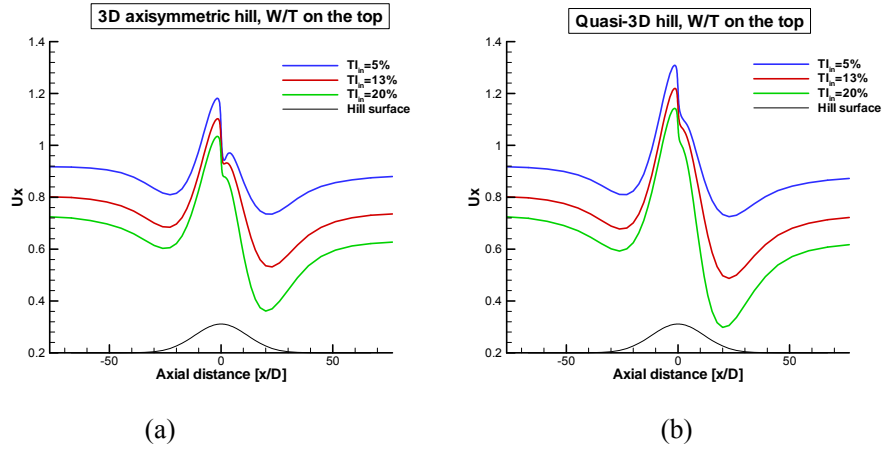 3D axisymmetric hill, W/T on the top
1.4
1.2
1
0.8
0.6
0.4
0.2
Ux
TI_in=5%
TI_in=13%
TI_in=20%
Hill surface
-50
0
50
Axial distance [x/D]
(a)
Quasi-3D hill, W/T on the top
1.4
1.2
1
0.8
0.6
0.4
0.2
Ux
TI_in=5%
TI_in=13%
TI_in=20%
Hill surface
-50
0
50
Axial distance [x/D]
(b)